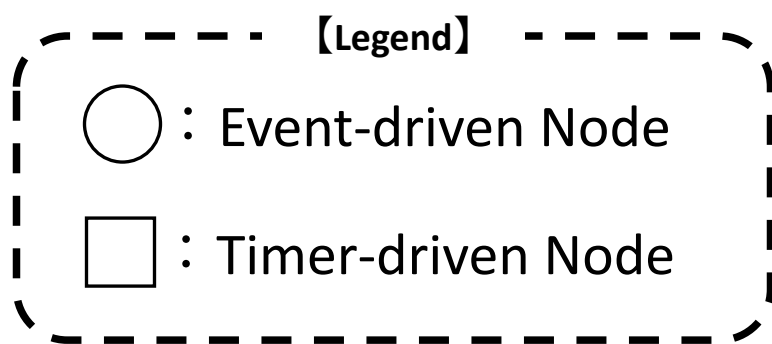 【Legend】
: Event-driven Node
: Timer-driven Node